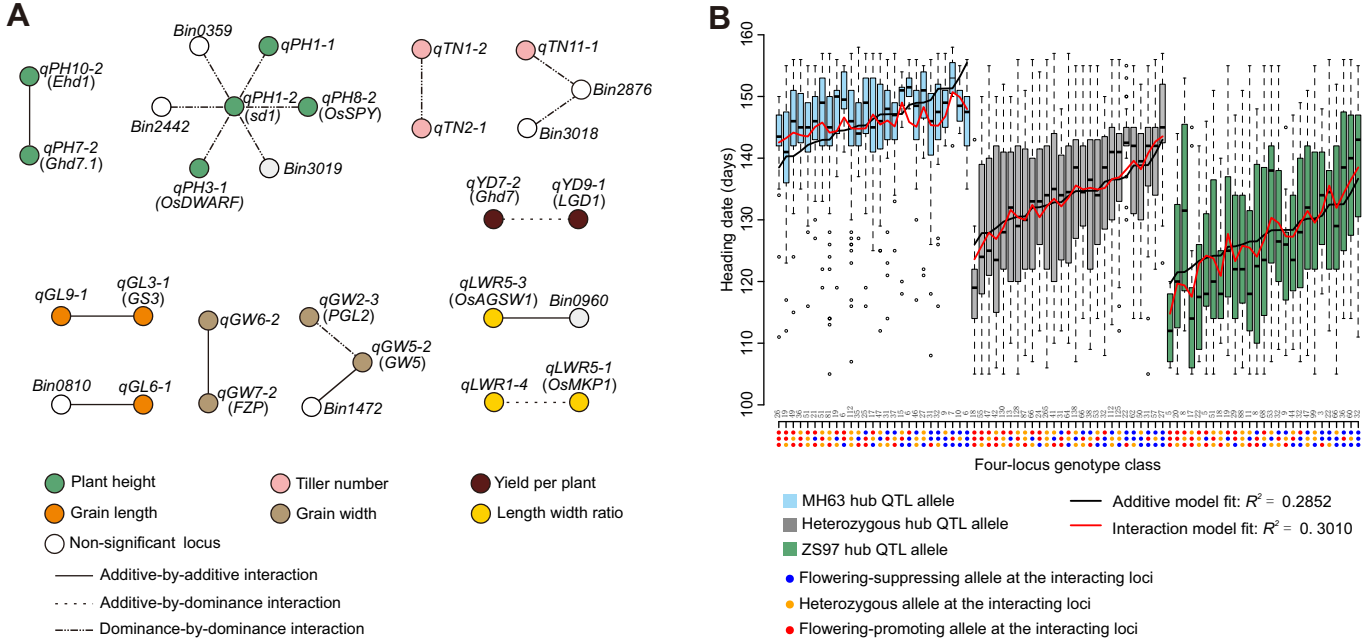 A
Bin0359
qPH1-1
qPH10-2
(Ehd1)
Bin2442
qPH1-2
(sd1)
qPH8-2
(OsSPY)
qPH7-2
(Ghd7.1)
qPH3-1
(OsDWARF)
Bin3019
qTN1-2
qTN11-1
Bin2876
qTN2-1
Bin3018
qYD7-2
(Ghd7)
qYD9-1
(LGD1)
qGL9-1
qGL3-1
(GS3)
qGW6-2
qGW2-3
(PGL2)
qGW5-2
(GW5)
qLWR5-3
(OsAGSW1)
Bin0960
Bin0810
qGL6-1
qGW7-2
(FZP)
Bin1472
qLWR1-4
qLWR5-1
(OsMKP1)
Plant height
Tiller number
Yield per plant
Grain length
Grain width
Length width ratio
Non-significant locus
Additive-by-additive interaction
Additive-by-dominance interaction
Dominance-by-dominance interaction
B
Heading date (days)
160
150
140
130
120
110
100
Four-locus genotype class
MH63 hub QTL allele
Heterozygous hub QTL allele
ZS97 hub QTL allele
Additive model fit: R² = 0.2852
Interaction model fit: R² = 0.3010
Flowering-suppressing allele at the interacting loci
Heterozygous allele at the interacting loci
Flowering-promoting allele at the interacting loci